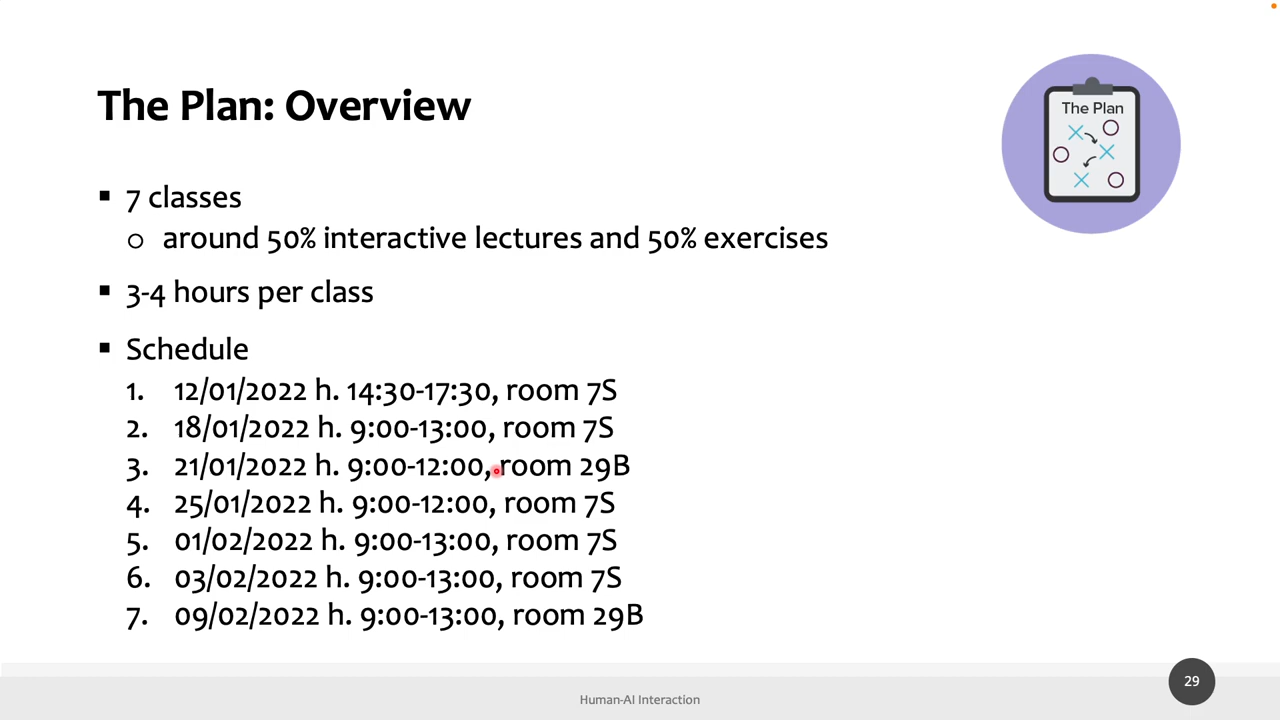 The Plan: Overview
The Plan
▪ 7 classes
o around 50% interactive lectures and 50% exercises
▪ 3-4 hours per class
▪ Schedule
1. 12/01/2022 h. 14:30-17:30, room 7S
2. 18/01/2022 h. 9:00-13:00, room 7S
3. 21/01/2022 h. 9:00-12:00, room 29B
4. 25/01/2022 h. 9:00-12:00, room 7S
5. 01/02/2022 h. 9:00-13:00, room 7S
6. 03/02/2022 h. 9:00-13:00, room 7S
7. 09/02/2022 h. 9:00-13:00, room 29B
29
Human-AI Interaction